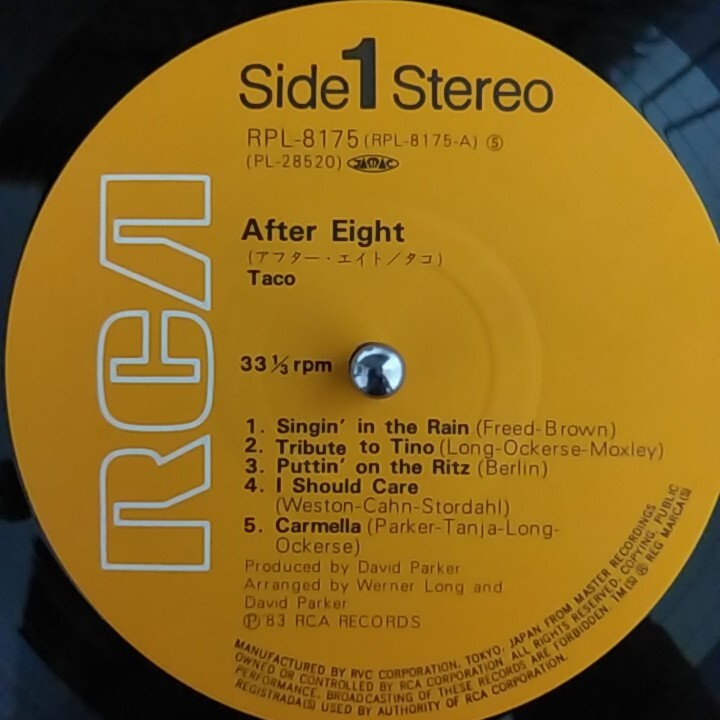 RCA
Side 1 Stereo
RPL-8175 (RPL-8175-A) ⑤
(PL-28520) JASRAC
After Eight
(アフター・エイト/タコ)
Taco
33⅓ rpm
1. Singin' in the Rain (Freed-Brown)
2. Tribute to Tino (Long-Ockerse-Moxley)
3. Puttin' on the Ritz (Berlin)
4. I Should Care
(Weston-Cahn-Stordahl)
5. Carmella (Parker-Tanja-Long-
Ockerse)
Produced by David Parker
Arranged by Werner Long and
David Parker
Ⓟ '83 RCA RECORDS
MANUFACTURED BY RVC CORPORATION, TOKYO, JAPAN FROM MASTER RECORDINGS
OWNED OR CONTROLLED BY RCA CORPORATION. ALL RIGHTS RESERVED, COPYING, PUBLIC
PERFORMANCE, BROADCASTING OF THESE RECORDS ARE FORBIDDEN. TM(S) ® REG MARCA(S)
REGISTRADA(S) USED BY AUTHORITY OF RCA CORPORATION.